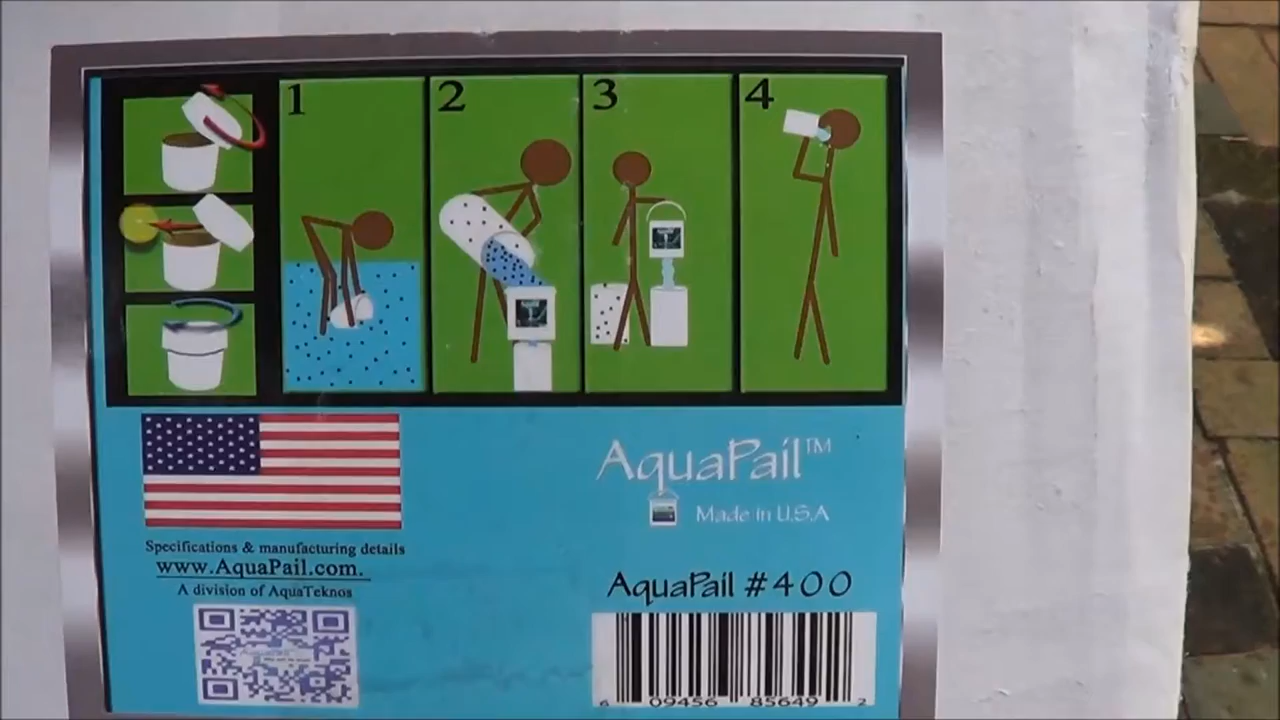 1 2 3 4
AquaPail™
Made in U.S.A
Specifications & manufacturing details
www.AquaPail.com.
A division of AquaTeknos
AquaPail #400
6 09456 85649 2